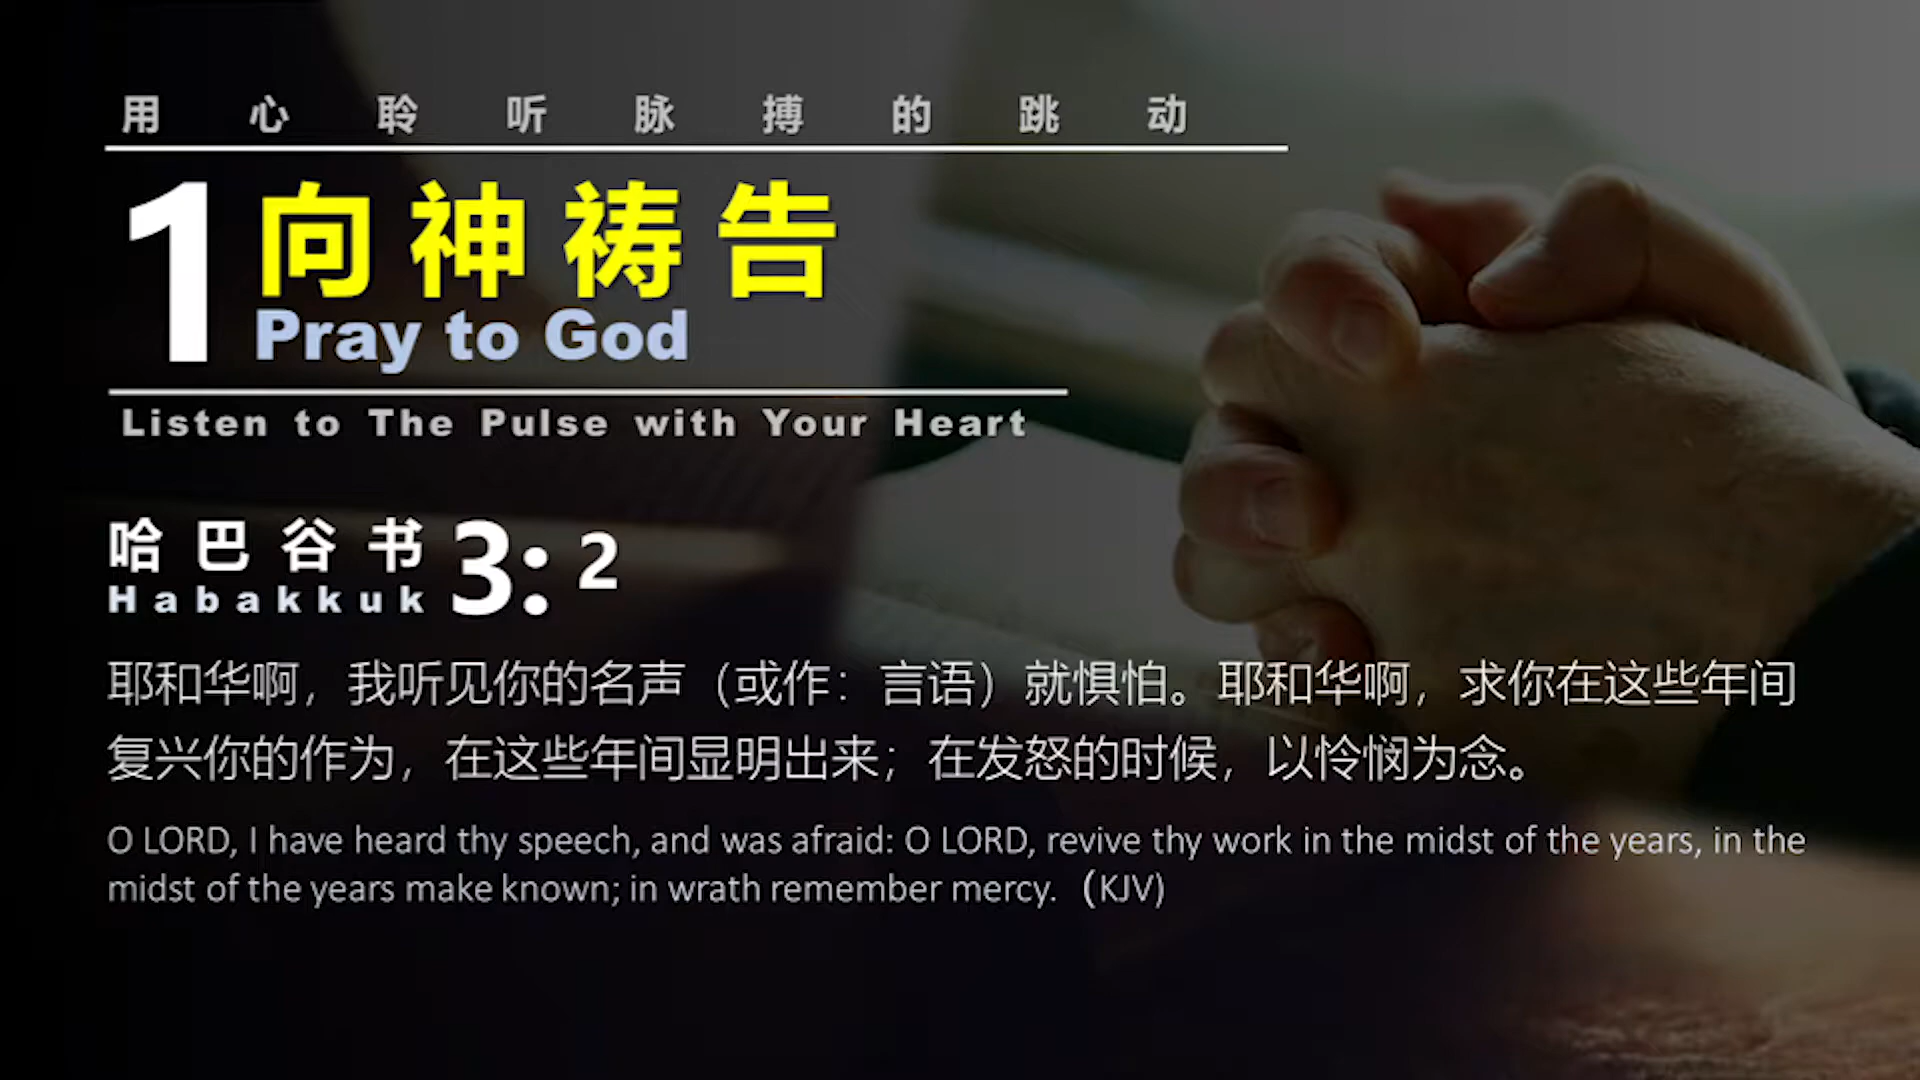 用心聆听脉搏的跳动
1 向神祷告
Pray to God
Listen to The Pulse with Your Heart
哈巴谷书 3: 2
Habakkuk
耶和华啊，我听见你的名声（或作：言语）就惧怕。耶和华啊，求你在这些年间
复兴你的作为，在这些年间显明出来；在发怒的时候，以怜悯为念。
O LORD, I have heard thy speech, and was afraid: O LORD, revive thy work in the midst of the years, in the
midst of the years make known; in wrath remember mercy.（KJV)